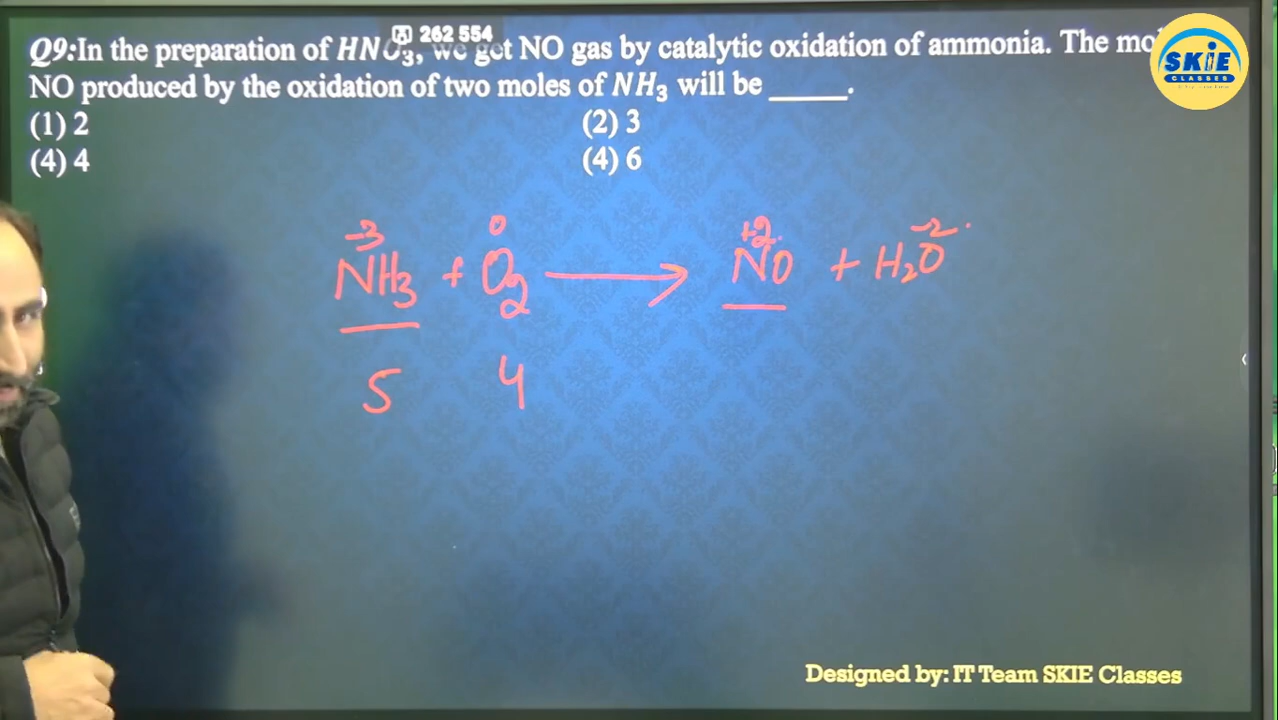 262 554
Q9:In the preparation of HNO₃, we get NO gas by catalytic oxidation of ammonia. The
NO produced by the oxidation of two moles of NH₃ will be _____.
(1) 2 (2) 3
(4) 4 (4) 6
SKiE
CLASSES
-3 0 +2 -2
NH₃ + O₂ → NO + H₂O
5 4
Designed by: IT Team SKIE Classes